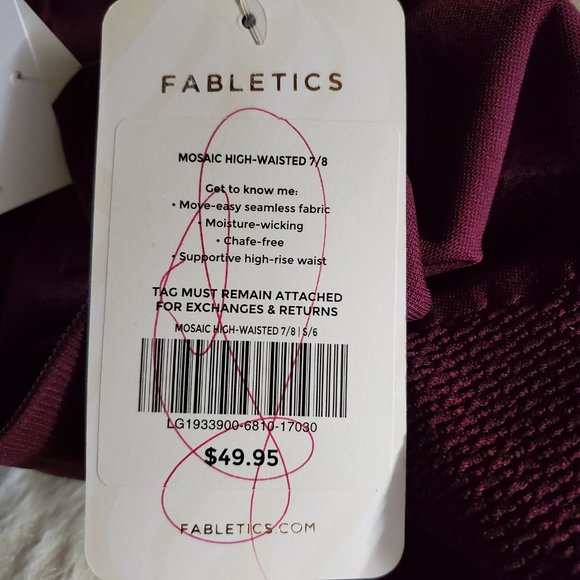 FABLETICS
MOSAIC HIGH-WAISTED 7/8
Get to know me:
• Move-easy seamless fabric
• Moisture-wicking
• Chafe-free
• Supportive high-rise waist
TAG MUST REMAIN ATTACHED
FOR EXCHANGES & RETURNS
MOSAIC HIGH-WAISTED 7/8 | S/6
LG1933900-6810-17030
$49.95
FABLETICS.COM